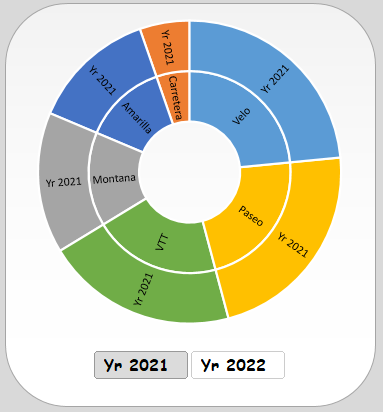 Yr 2021
Velo
Yr 2021
Paseo
Yr 2021
VTT
Yr 2021
Montana
Yr 2021
Amarilla
Yr 2021
Carretera
Yr 2021 Yr 2022